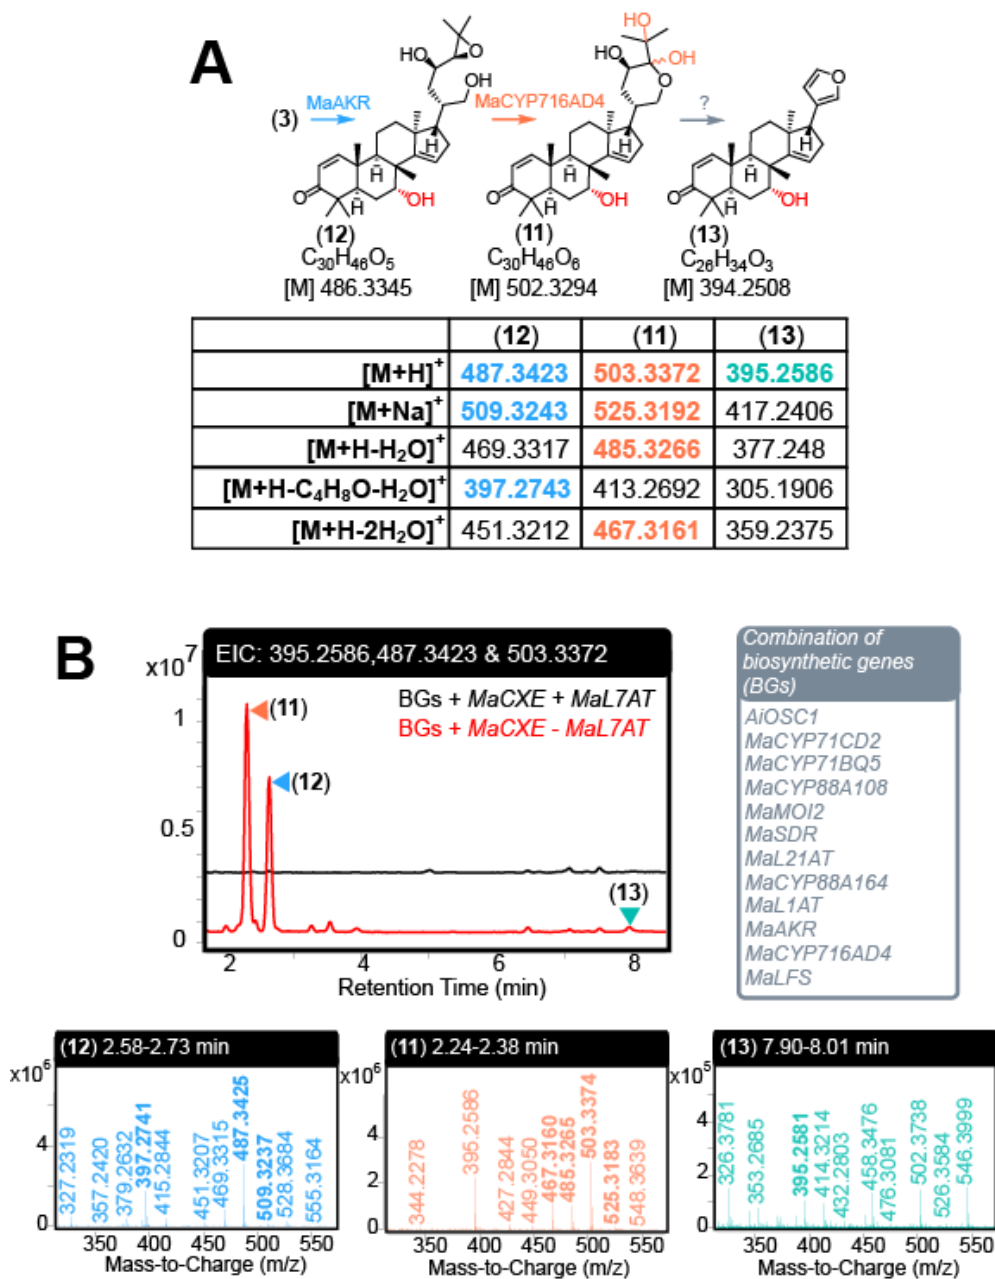 A
HO
O
OH
MaAKR
(3)
HO
OH
HO
O
MaCYP716AD4
?
O
H
H
H
O
H
OH
H
H
O
H
OH
H
H
O
H
OH
(12)
(11)
(13)
C30H46O5
C30H46O6
C26H34O3
[M] 486.3345
[M] 502.3294
[M] 394.2508
(12) (11) (13)
[M+H]+ 487.3423 503.3372 395.2586
[M+Na]+ 509.3243 525.3192 417.2406
[M+H-H2O]+ 469.3317 485.3266 377.248
[M+H-C4H8O-H2O]+ 397.2743 413.2692 305.1906
[M+H-2H2O]+ 451.3212 467.3161 359.2375
B
x10^7
EIC: 395.2586,487.3423 & 503.3372
BGs + MaCXE + MaL7AT
BGs + MaCXE - MaL7AT
(11)
(12)
(13)
1
0.5
0
2 4 6 8
Retention Time (min)
Combination of
biosynthetic genes
(BGs)
AiOSC1
MaCYP71CD2
MaCYP71BQ5
MaCYP88A108
MaMOI2
MaSDR
MaL21AT
MaCYP88A164
MaL1AT
MaAKR
MaCYP716AD4
MaLFS
(12) 2.58-2.73 min
x10^6
4
2
0
327.2319
357.2420
379.2632
397.2741
415.2844
451.3207
469.3315
487.3425
509.3237
528.3684
555.3164
350 400 450 500 550
Mass-to-Charge (m/z)
(11) 2.24-2.38 min
x10^6
4
2
0
344.2278
395.2586
427.2844
449.3050
467.3160
485.3265
503.3374
525.3183
548.3639
350 400 450 500 550
Mass-to-Charge (m/z)
(13) 7.90-8.01 min
x10^5
4
2
0
326.3781
353.2685
395.2581
414.3214
432.2803
458.3476
476.3081
502.3738
526.3584
546.3999
350 400 450 500 550
Mass-to-Charge (m/z)